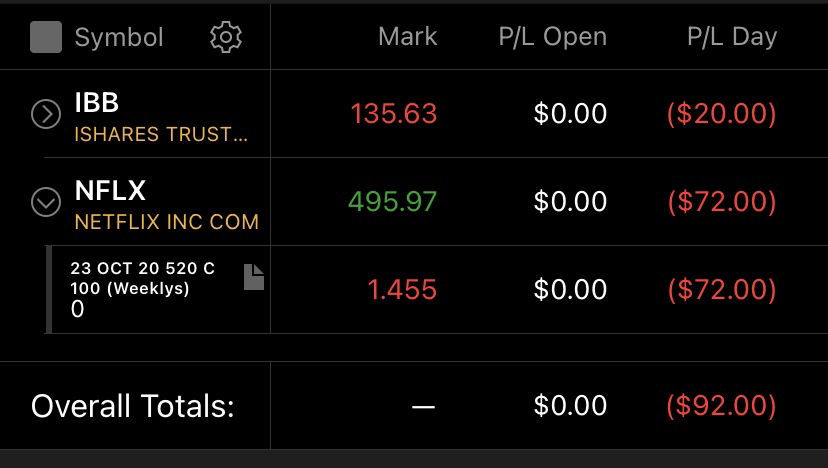 Symbol Mark P/L Open P/L Day
IBB 135.63 $0.00 ($20.00)
ISHARES TRUST...
NFLX 495.97 $0.00 ($72.00)
NETFLIX INC COM
23 OCT 20 520 C
100 (Weeklys) 1.455 $0.00 ($72.00)
0
Overall Totals: — $0.00 ($92.00)